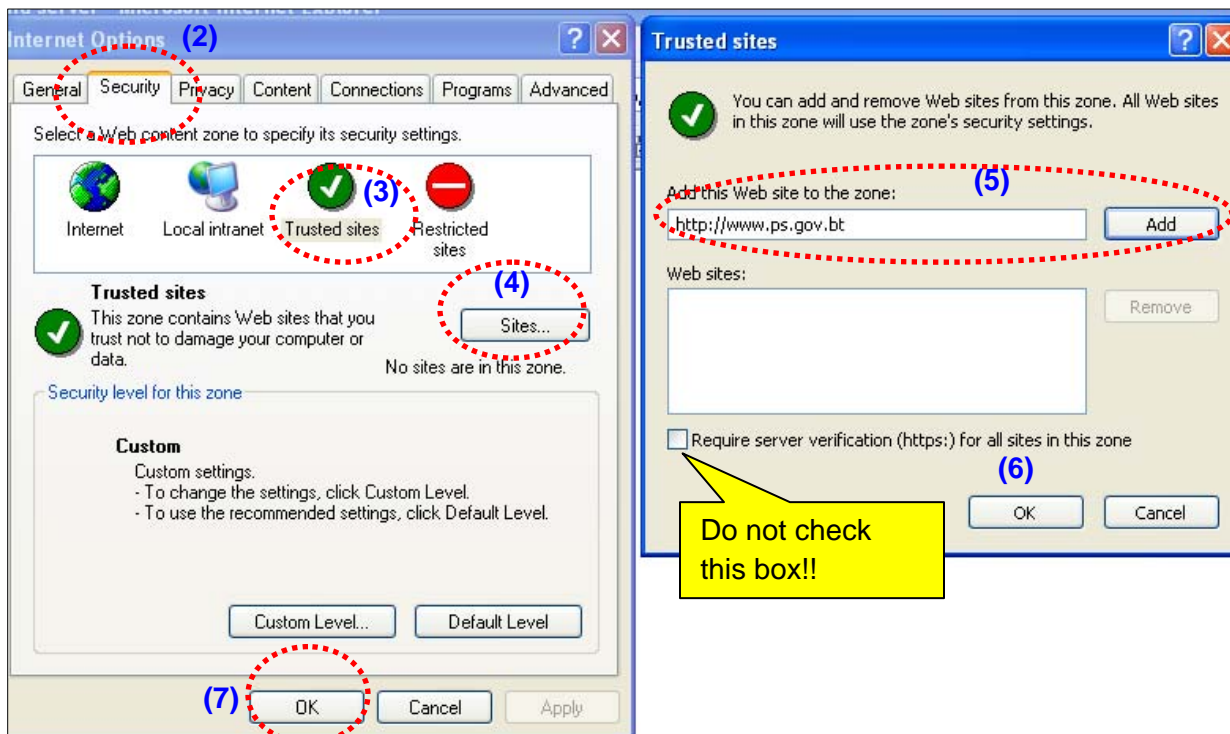 Internet Options (2)
General Security Privacy Content Connections Programs Advanced
Select a Web content zone to specify its security settings.
(3)
Internet Local intranet Trusted sites Restricted sites
Trusted sites
This zone contains Web sites that you
trust not to damage your computer or
data.
(4)
Sites...
No sites are in this zone.
Security level for this zone
Custom
Custom settings.
- To change the settings, click Custom Level.
- To use the recommended settings, click Default Level.
Custom Level... Default Level
(7) OK Cancel Apply
Trusted sites
You can add and remove Web sites from this zone. All Web sites
in this zone will use the zone's security settings.
Add this Web site to the zone: (5)
http://www.ps.gov.bt Add
Web sites:
Remove
Require server verification (https:) for all sites in this zone
(6)
OK Cancel
Do not check
this box!!